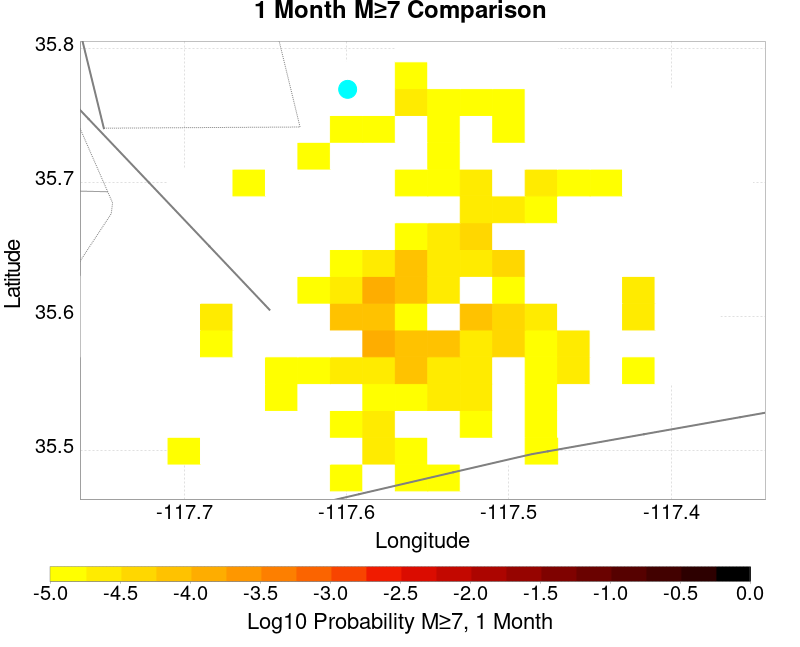 1 Month M≥7 Comparison
35.8
35.7
35.6
35.5
Latitude
-117.7 -117.6 -117.5 -117.4
Longitude
-5.0 -4.5 -4.0 -3.5 -3.0 -2.5 -2.0 -1.5 -1.0 -0.5 0.0
Log10 Probability M≥7, 1 Month